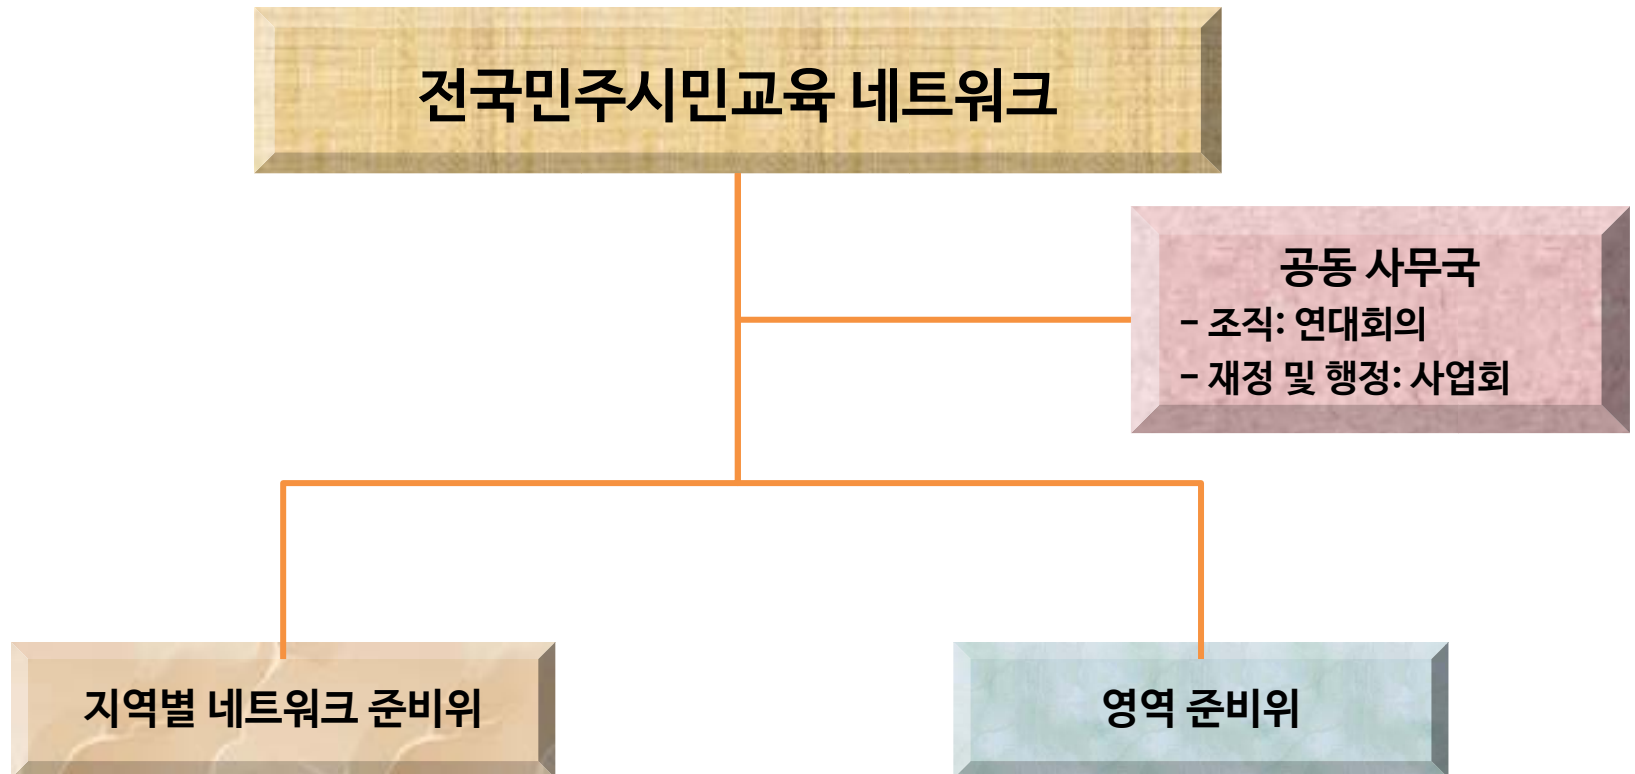 전국민주시민교육 네트워크
공동 사무국
- 조직: 연대회의
- 재정 및 행정: 사업회
지역별 네트워크 준비위
영역 준비위